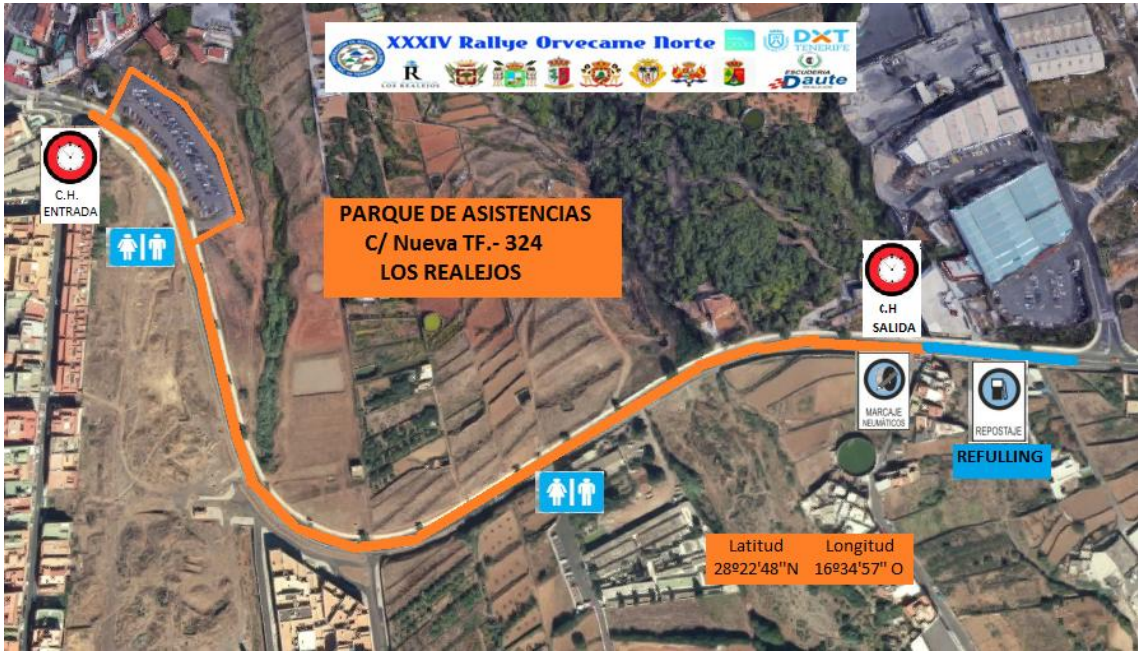 XXXIV Rallye Orvecame Norte
DXT
TENERIFE
R
LOS REALEJOS
ESCUDERIA
Daute
C.H.
ENTRADA
PARQUE DE ASISTENCIAS
C/ Nueva TF.- 324
LOS REALEJOS
C.H
SALIDA
MARCAJE
NEUMÁTICOS
REPOSTAJE
REFULLING
Latitud Longitud
28º22'48''N 16º34'57'' O